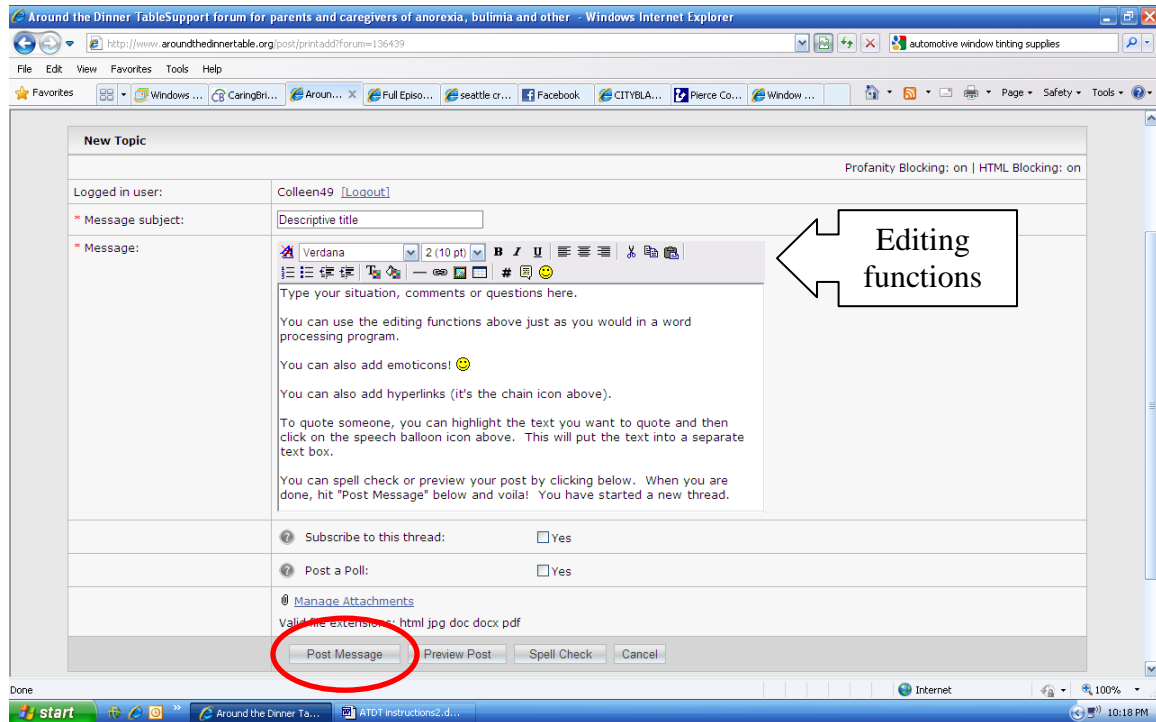 Around the Dinner TableSupport forum for parents and caregivers of anorexia, bulimia and other - Windows Internet Explorer
http://www.aroundthedinnertable.org/post/printadd?forum=136439
automotive window tinting supplies
File Edit View Favorites Tools Help
Favorites Windows ... CaringBri... Aroun... X Full Episo... seattle cr... Facebook CITYBLA... Pierce Co... Window ... Page Safety Tools
New Topic
Profanity Blocking: on | HTML Blocking: on
Logged in user: Colleen49 [Logout]
* Message subject: Descriptive title
* Message: Verdana 2 (10 pt) B I U
#
Editing
functions
Type your situation, comments or questions here.
You can use the editing functions above just as you would in a word
processing program.
You can also add emoticons!
You can also add hyperlinks (it's the chain icon above).
To quote someone, you can highlight the text you want to quote and then
click on the speech balloon icon above. This will put the text into a separate
text box.
You can spell check or preview your post by clicking below. When you are
done, hit "Post Message" below and voila! You have started a new thread.
Subscribe to this thread: Yes
Post a Poll: Yes
Manage Attachments
Valid file extensions: html jpg doc docx pdf
Post Message Preview Post Spell Check Cancel
Done Internet 100%
start Around the Dinner Ta... ATDT instructions2.d... 10:18 PM